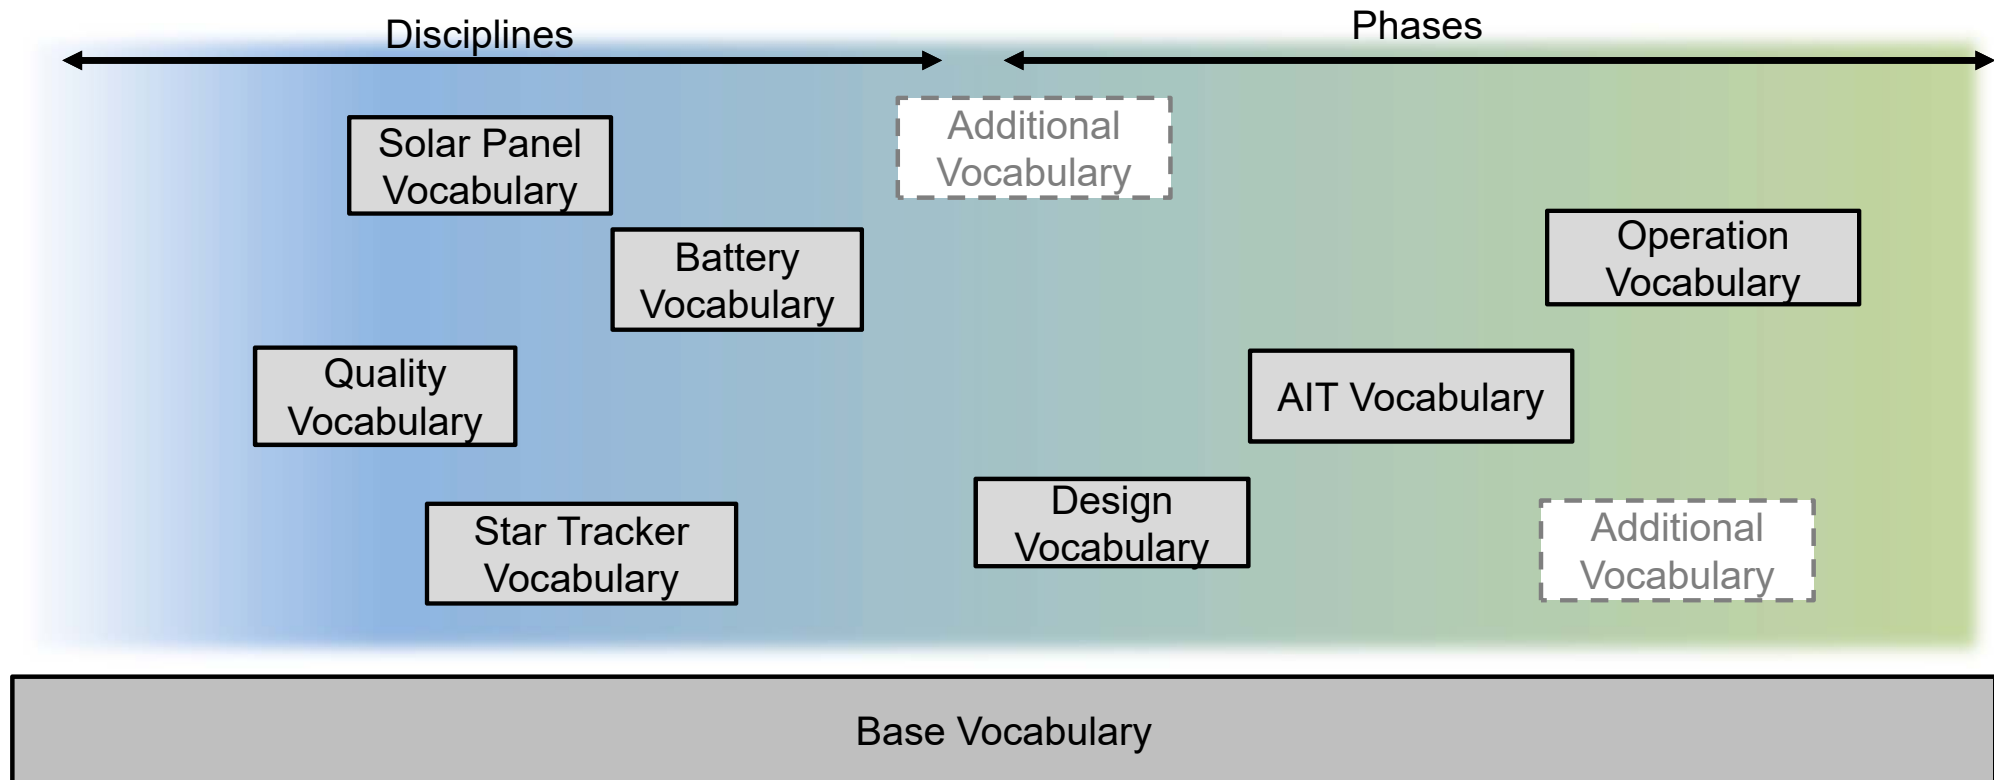 Disciplines
Phases
Solar Panel
Vocabulary
Additional
Vocabulary
Battery
Vocabulary
Operation
Vocabulary
Quality
Vocabulary
AIT Vocabulary
Star Tracker
Vocabulary
Design
Vocabulary
Additional
Vocabulary
Base Vocabulary